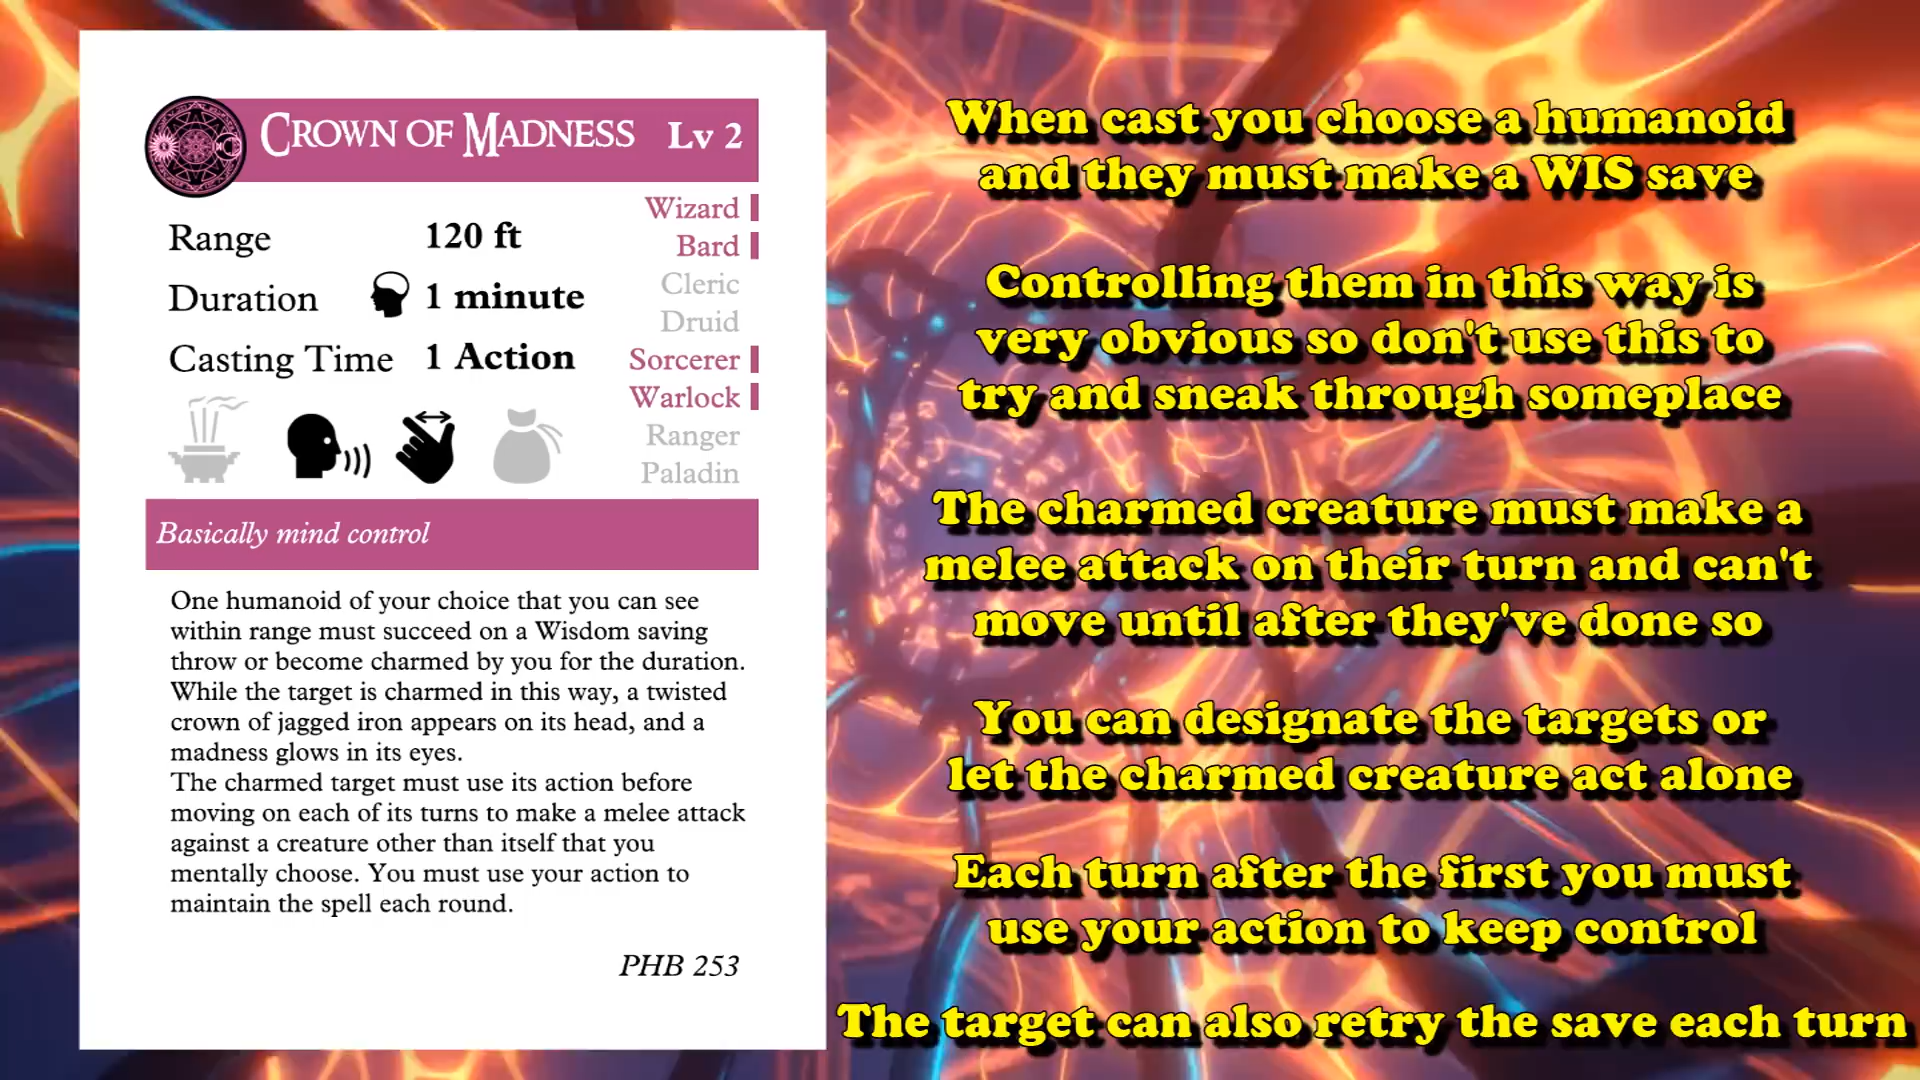 CROWN OF MADNESS Lv 2
Wizard
Bard
Cleric
Druid
Sorcerer
Warlock
Ranger
Paladin
Range 120 ft
Duration 1 minute
Casting Time 1 Action
Basically mind control
One humanoid of your choice that you can see
within range must succeed on a Wisdom saving
throw or become charmed by you for the duration.
While the target is charmed in this way, a twisted
crown of jagged iron appears on its head, and a
madness glows in its eyes.
The charmed target must use its action before
moving on each of its turns to make a melee attack
against a creature other than itself that you
mentally choose. You must use your action to
maintain the spell each round.
PHB 253
When cast you choose a humanoid
and they must make a WIS save
Controlling them in this way is
very obvious so don't use this to
try and sneak through someplace
The charmed creature must make a
melee attack on their turn and can't
move until after they've done so
You can designate the targets or
let the charmed creature act alone
Each turn after the first you must
use your action to keep control
The target can also retry the save each turn